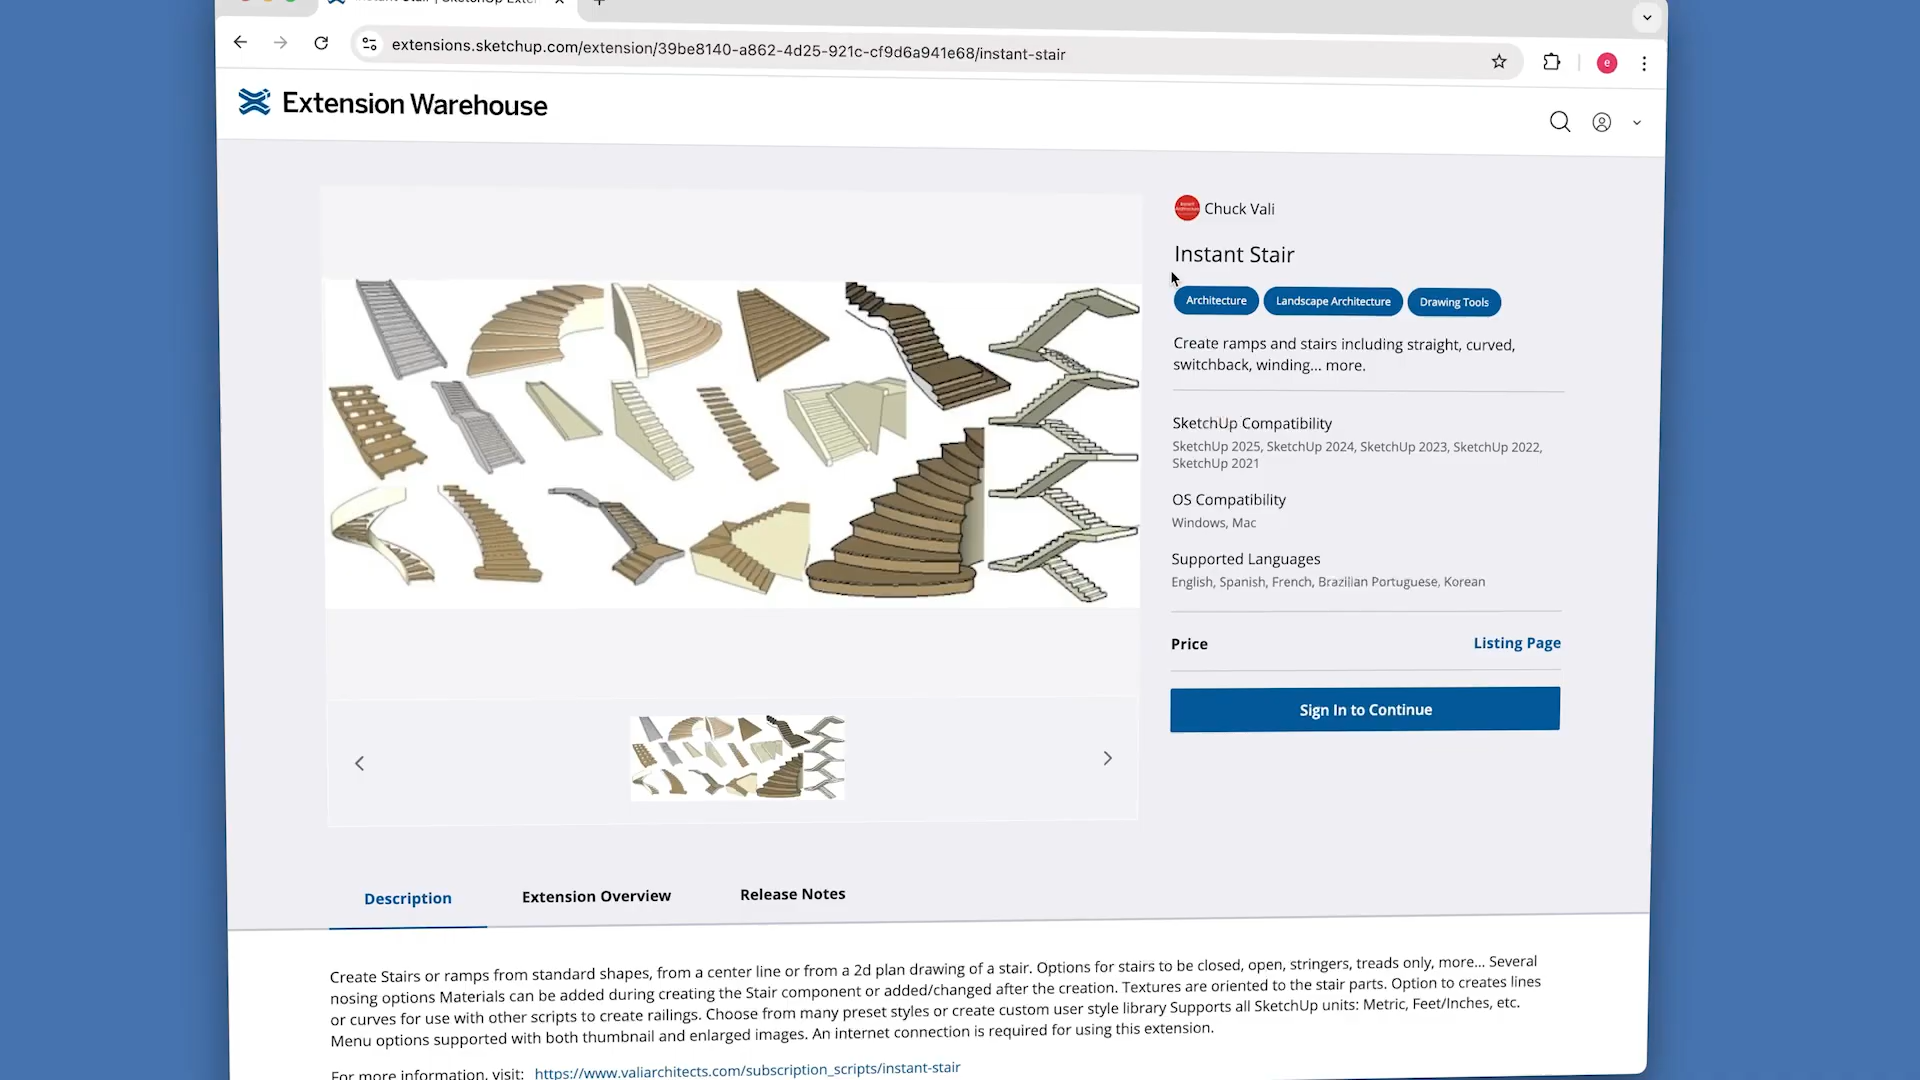 extensions.sketchup.com/extension/39be8140-a862-4d25-921c-cf9d6a941e68/instant-stair
e
Extension Warehouse
Chuck Vali
Instant Stair
Architecture
Landscape Architecture
Drawing Tools
Create ramps and stairs including straight, curved,
switchback, winding... more.
SketchUp Compatibility
SketchUp 2025, SketchUp 2024, SketchUp 2023, SketchUp 2022,
SketchUp 2021
OS Compatibility
Windows, Mac
Supported Languages
English, Spanish, French, Brazilian Portuguese, Korean
Price
Listing Page
Sign In to Continue
Description
Extension Overview
Release Notes
Create Stairs or ramps from standard shapes, from a center line or from a 2d plan drawing of a stair. Options for stairs to be closed, open, stringers, treads only, more... Several
nosing options Materials can be added during creating the Stair component or added/changed after the creation. Textures are oriented to the stair parts. Option to creates lines
or curves for use with other scripts to create railings. Choose from many preset styles or create custom user style library Supports all SketchUp units: Metric, Feet/Inches, etc.
Menu options supported with both thumbnail and enlarged images. An internet connection is required for using this extension.
For more information, visit: https://www.valiarchitects.com/subscription_scripts/instant-stair